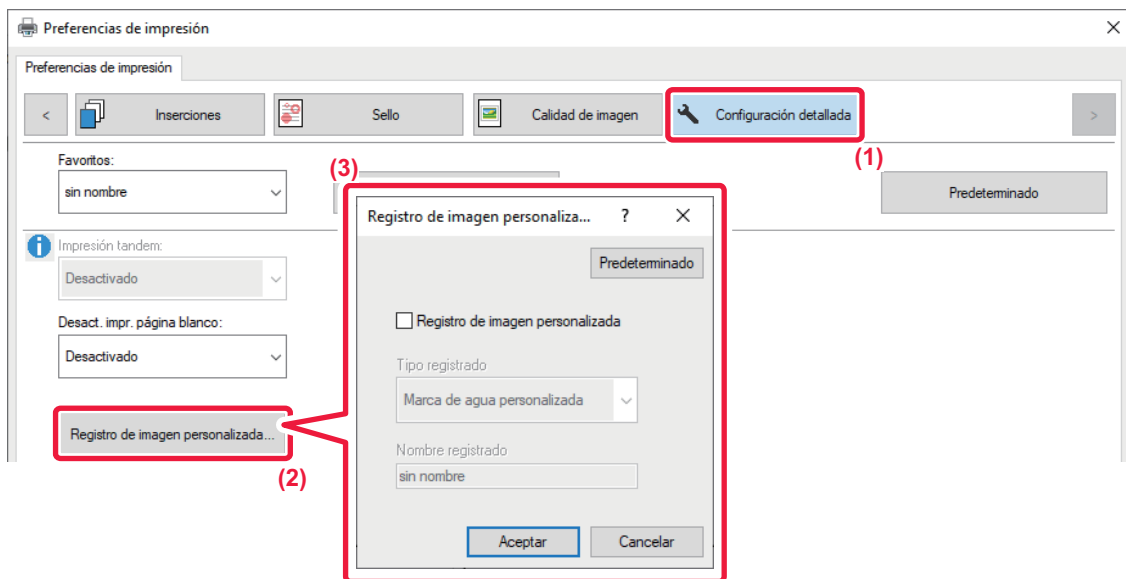 Preferencias de impresión
Preferencias de impresión
< Inserciones Sello Calidad de imagen Configuración detallada >
(1)
Favoritos:
sin nombre
Predeterminado
Impresión tandem:
Desactivado
Desact. impr. página blanco:
Desactivado
Registro de imagen personalizada...
(2)
(3)
Registro de imagen personaliza... ?
Predeterminado
Registro de imagen personalizada
Tipo registrado
Marca de agua personalizada
Nombre registrado
sin nombre
Aceptar Cancelar